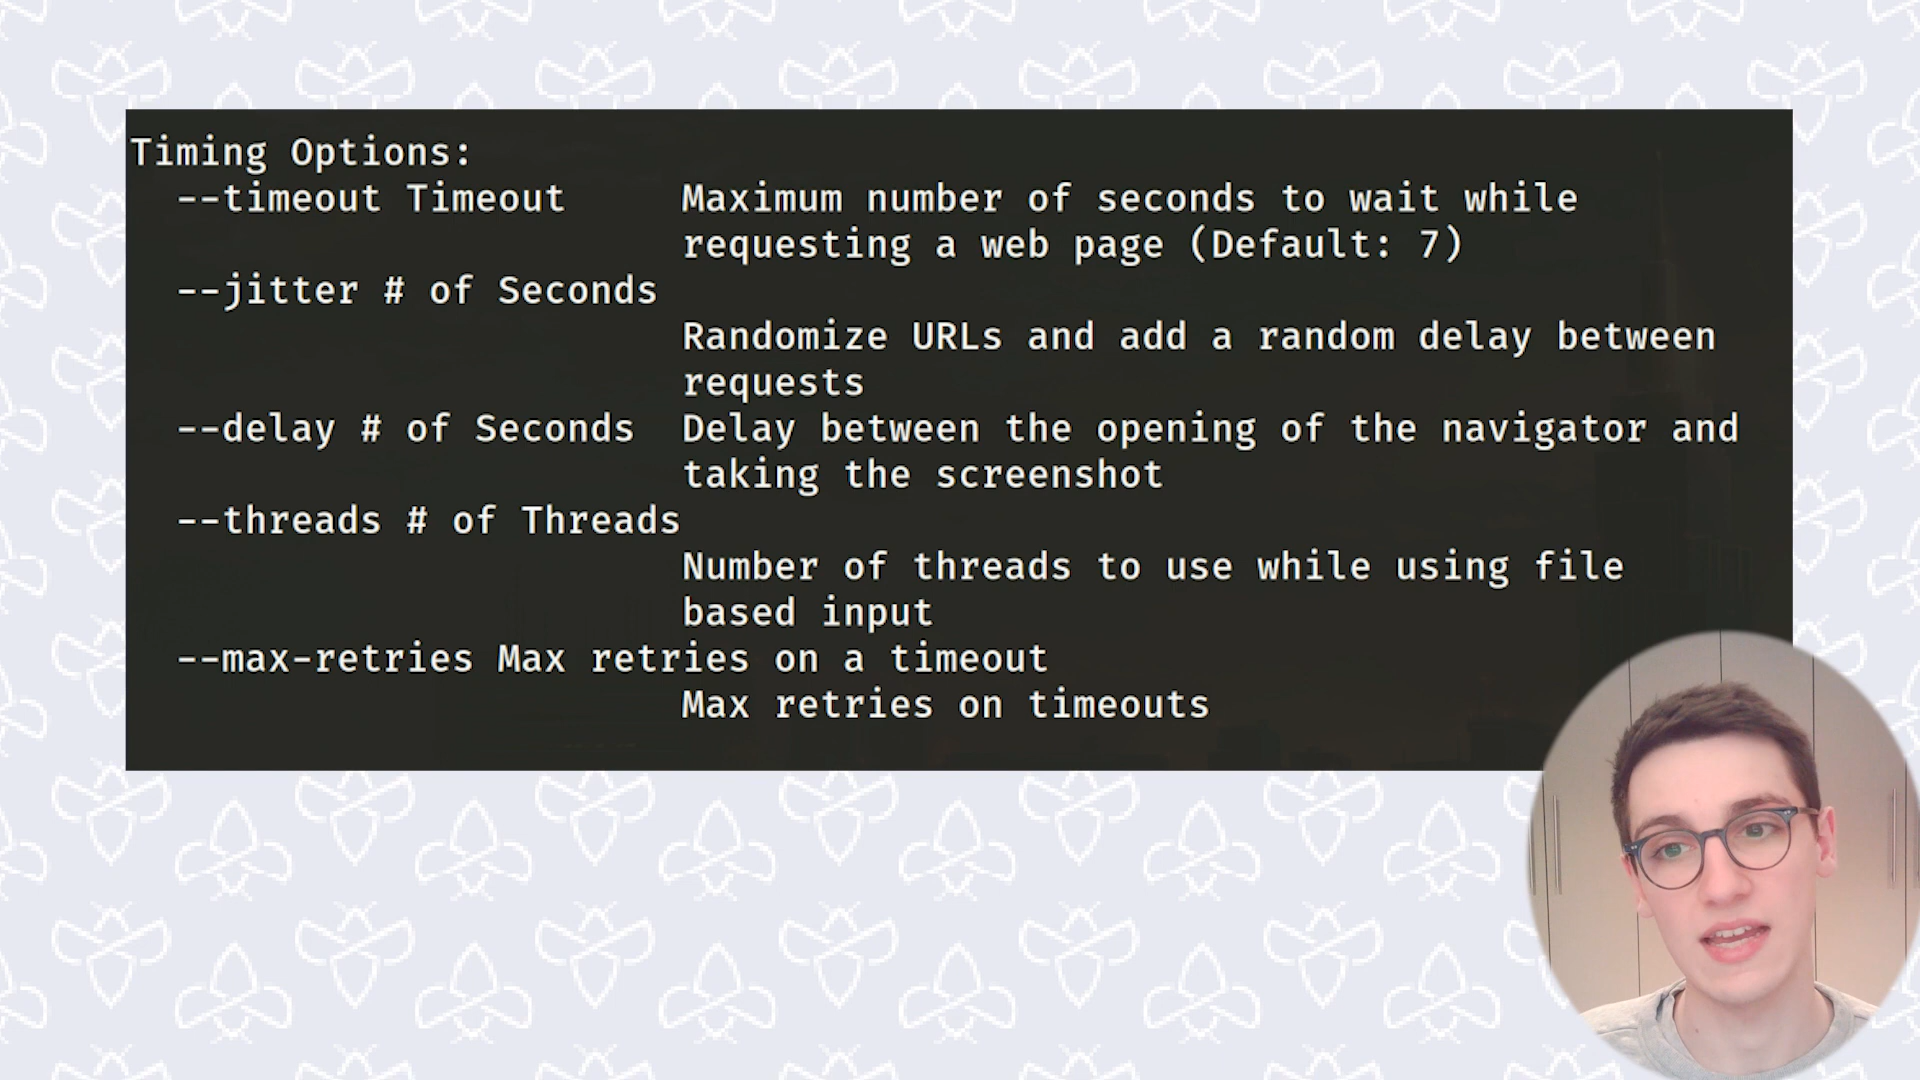 Timing Options:
--timeout Timeout Maximum number of seconds to wait while
requesting a web page (Default: 7)
--jitter # of Seconds
Randomize URLs and add a random delay between
requests
--delay # of Seconds Delay between the opening of the navigator and
taking the screenshot
--threads # of Threads
Number of threads to use while using file
based input
--max-retries Max retries on a timeout
Max retries on timeouts